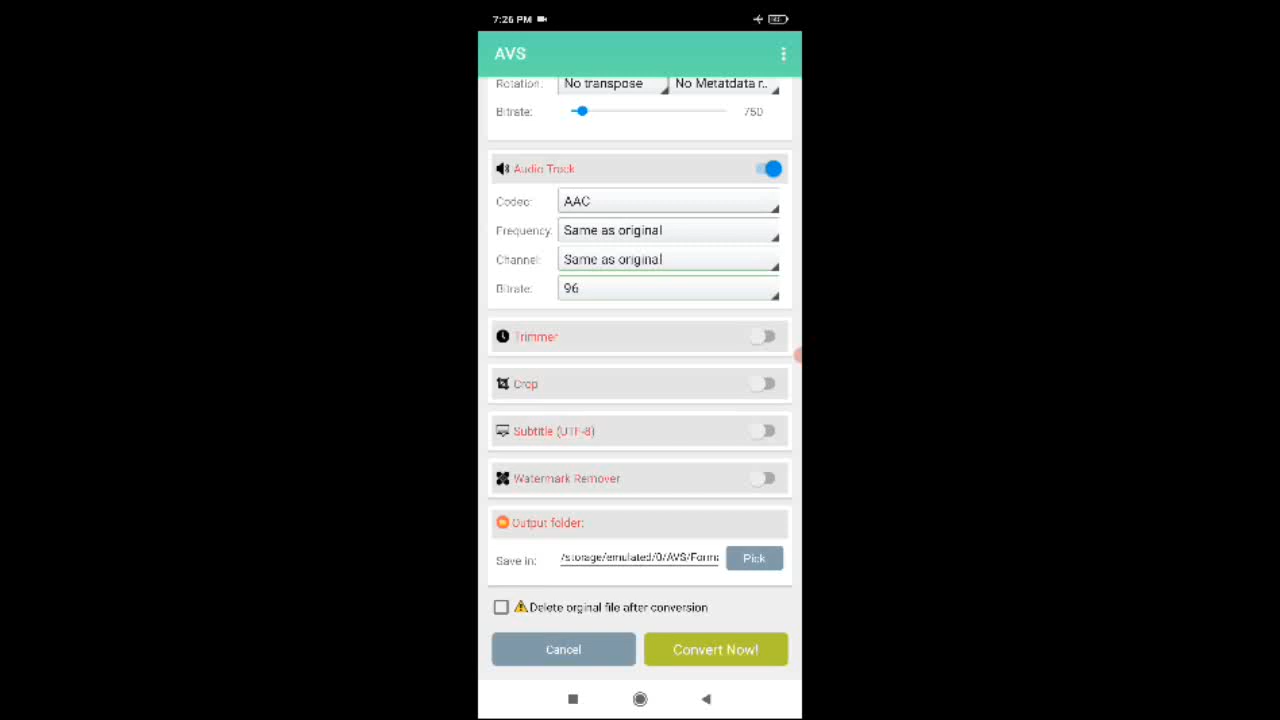 7:26 PM
AVS
Rotation: No transpose No Metatdata r..
Bitrate: 750
Audio Track
Codec: AAC
Frequency: Same as original
Channel: Same as original
Bitrate: 96
Trimmer
Crop
Subtitle (UTF-8)
Watermark Remover
Output folder:
Save in: /storage/emulated/0/AVS/Forma Pick
Delete orginal file after conversion
Cancel Convert Now!